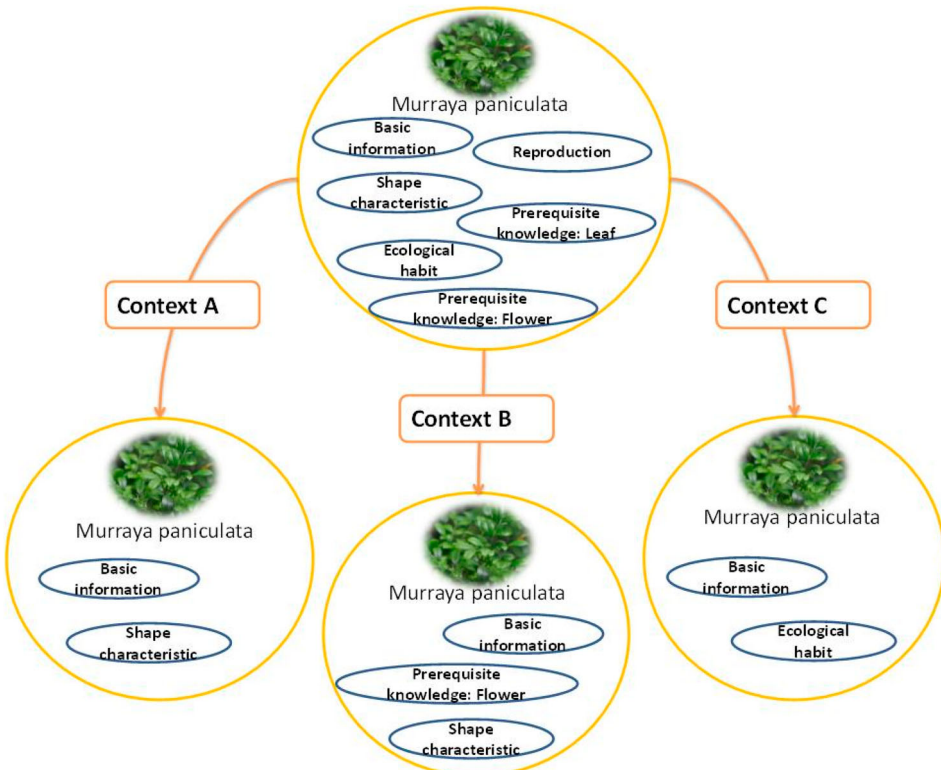 Murraya paniculata
Basic
information
Reproduction
Shape
characteristic
Prerequisite
knowledge: Leaf
Ecological
habit
Prerequisite
knowledge: Flower
Context A
Context B
Context C
Murraya paniculata
Basic
information
Shape
characteristic
Murraya paniculata
Basic
information
Prerequisite
knowledge: Flower
Shape
characteristic
Murraya paniculata
Basic
information
Ecological
habit